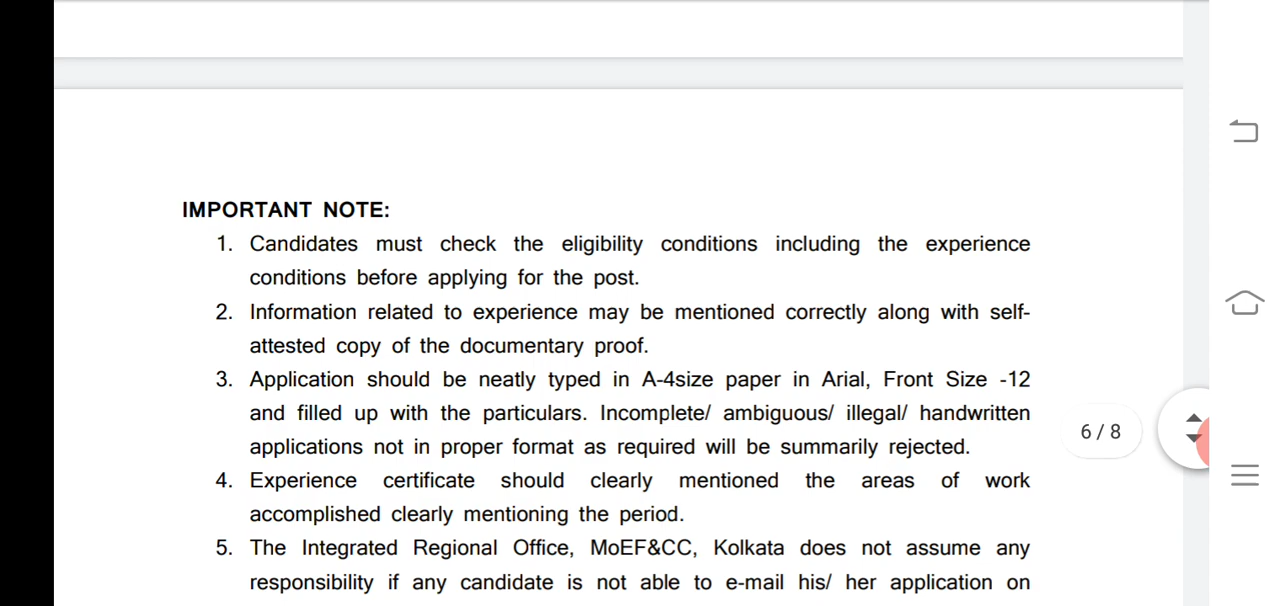 IMPORTANT NOTE:
1. Candidates must check the eligibility conditions including the experience
conditions before applying for the post.
2. Information related to experience may be mentioned correctly along with self-
attested copy of the documentary proof.
3. Application should be neatly typed in A-4size paper in Arial, Front Size -12
and filled up with the particulars. Incomplete/ ambiguous/ illegal/ handwritten
applications not in proper format as required will be summarily rejected.
4. Experience certificate should clearly mentioned the areas of work
accomplished clearly mentioning the period.
5. The Integrated Regional Office, MoEF&CC, Kolkata does not assume any
responsibility if any candidate is not able to e-mail his/ her application on
6 / 8